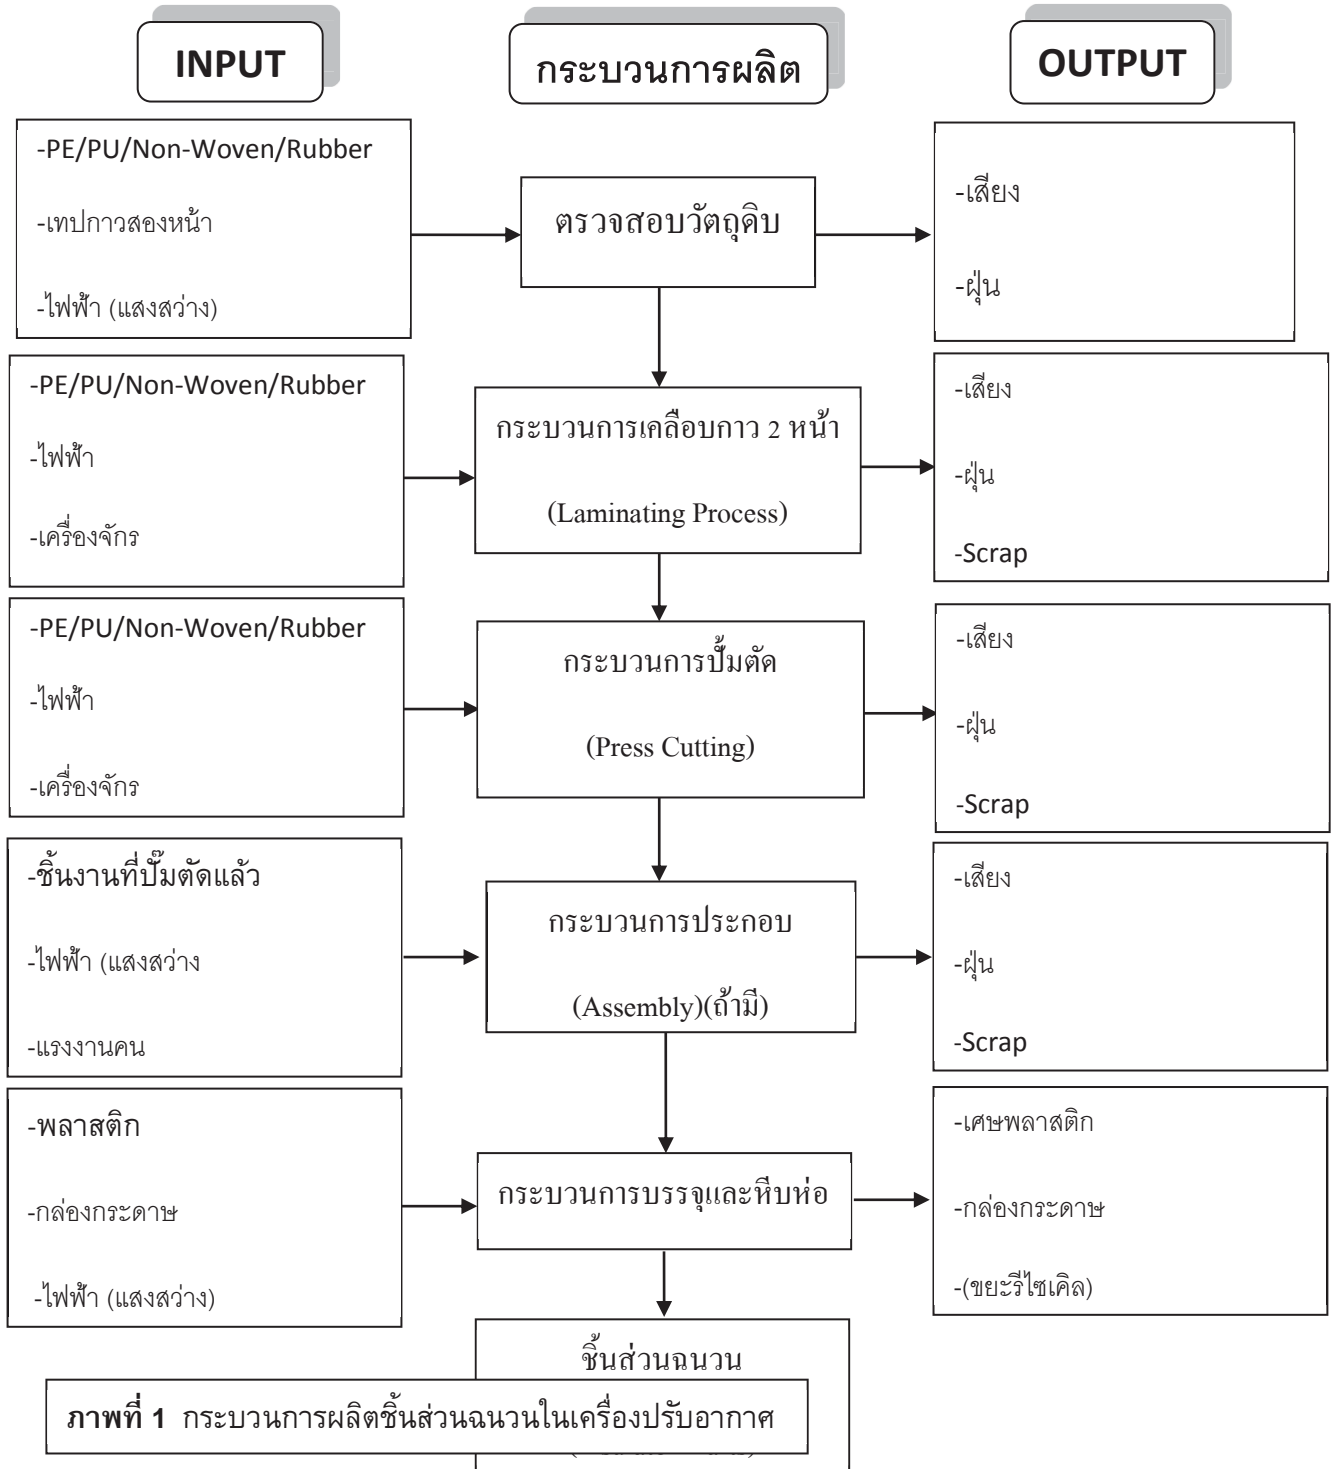 INPUT
กระบวนการผลิต
OUTPUT
-PE/PU/Non-Woven/Rubber
-เทปกาวสองหน้า
-ไฟฟ้า (แสงสว่าง)
ตรวจสอบวัตถุดิบ
-เสียง
-ฝุ่น
-PE/PU/Non-Woven/Rubber
-ไฟฟ้า
-เครื่องจักร
กระบวนการเคลือบกาว 2 หน้า
(Laminating Process)
-เสียง
-ฝุ่น
-Scrap
-PE/PU/Non-Woven/Rubber
-ไฟฟ้า
-เครื่องจักร
กระบวนการปั้มตัด
(Press Cutting)
-เสียง
-ฝุ่น
-Scrap
-ชิ้นงานที่ปั๊มตัดแล้ว
-ไฟฟ้า (แสงสว่าง
-แรงงานคน
กระบวนการประกอบ
(Assembly)(ถ้ามี)
-เสียง
-ฝุ่น
-Scrap
-พลาสติก
-กล่องกระดาษ
-ไฟฟ้า (แสงสว่าง)
กระบวนการบรรจุและหีบห่อ
-เศษพลาสติก
-กล่องกระดาษ
-(ขยะรีไซเคิล)
ชิ้นส่วนฉนวน
ภาพที่ 1 กระบวนการผลิตชิ้นส่วนฉนวนในเครื่องปรับอากาศ